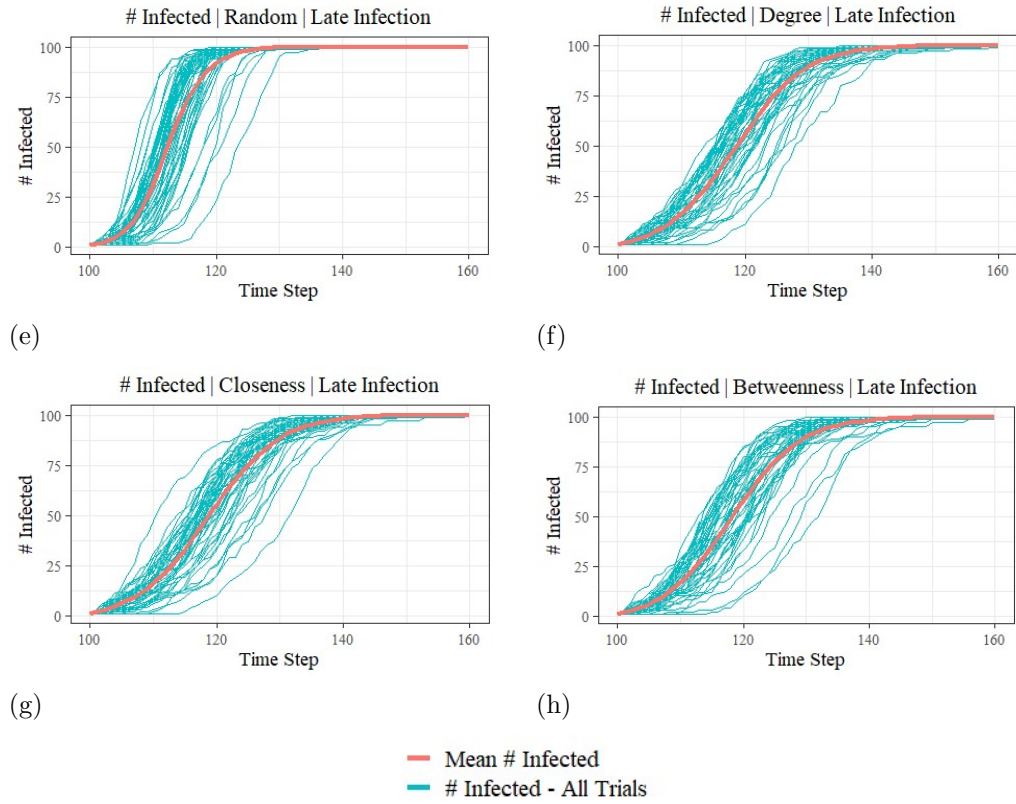 # Infected | Random | Late Infection
# Infected | Degree | Late Infection
100
75
50
25
0
# Infected
100
120
140
160
Time Step
100
75
50
25
0
# Infected
100
120
140
160
Time Step
(e)
(f)
# Infected | Closeness | Late Infection
# Infected | Betweenness | Late Infection
100
75
50
25
0
# Infected
100
120
140
160
Time Step
100
75
50
25
0
# Infected
100
120
140
160
Time Step
(g)
(h)
Mean # Infected
# Infected - All Trials